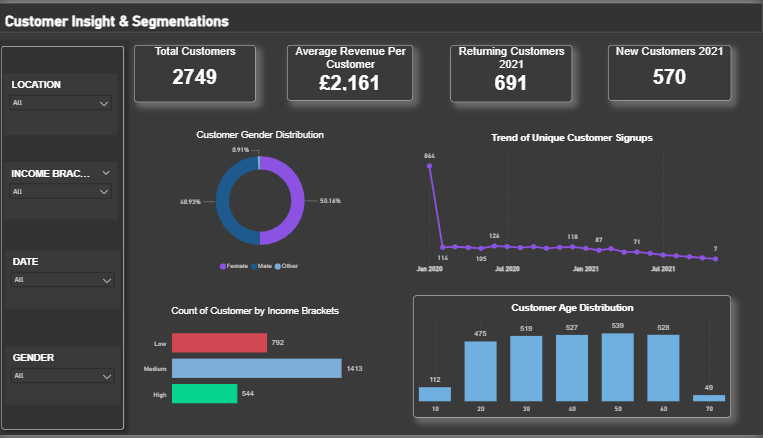 Customer Insight & Segmentations
LOCATION
All
INCOME BRAC...
All
DATE
All
GENDER
All
Total Customers
2749
Average Revenue Per
Customer
£2,161
Returning Customers
2021
691
New Customers 2021
570
Customer Gender Distribution
0.91%
48.93%
50.16%
Female Male Other
Trend of Unique Customer Signups
864
116
105
126
118
87
71
7
Jan 2020 Jul 2020 Jan 2021 Jul 2021
Count of Customer by Income Brackets
Low 792
Medium 1413
High 544
Customer Age Distribution
112 475 519 527 539 528 49
10 20 30 40 50 60 70